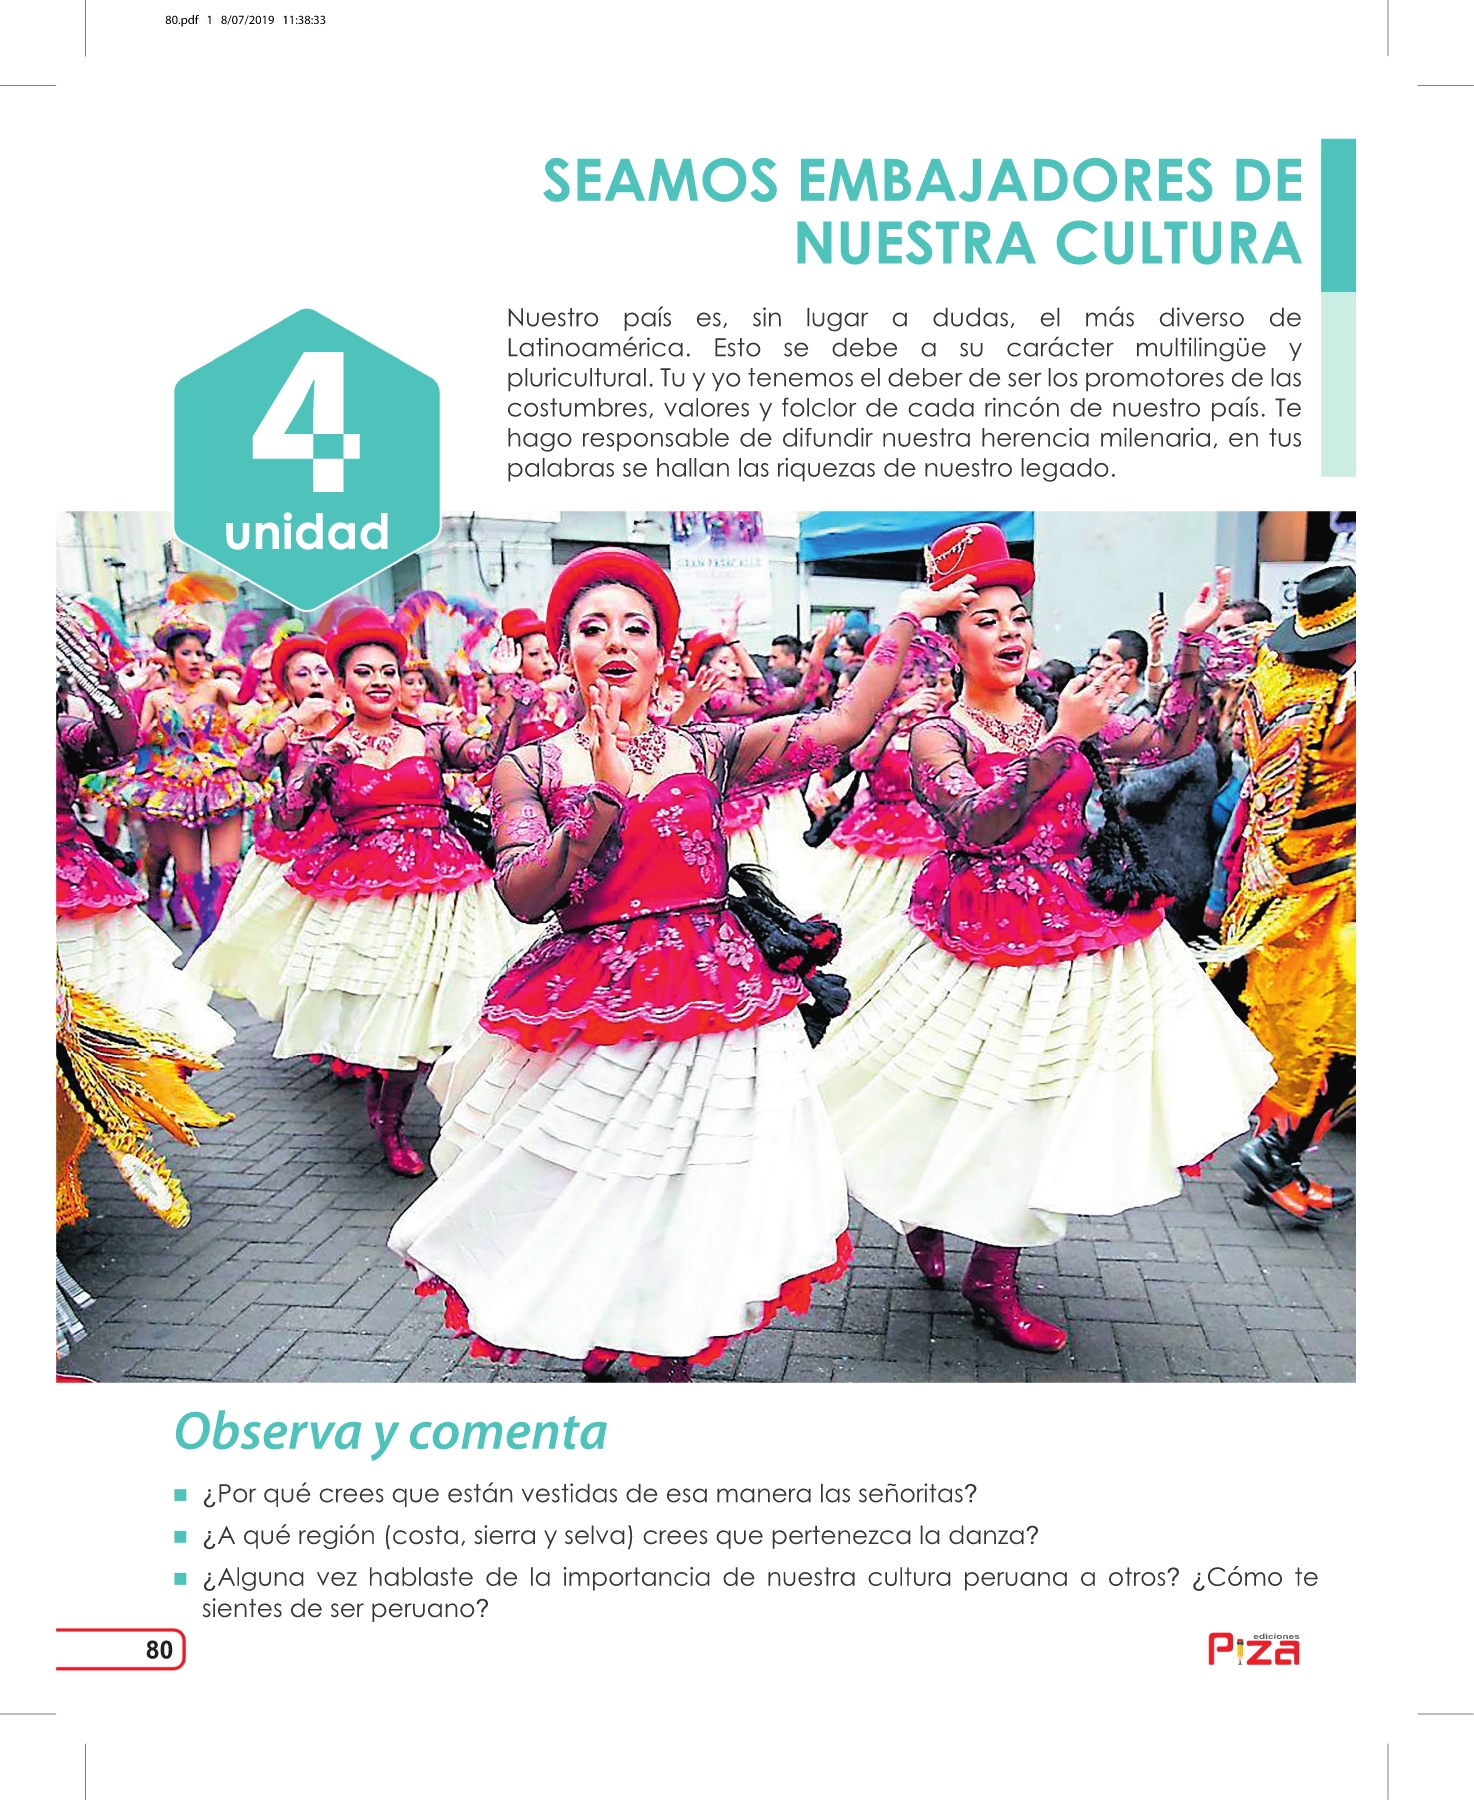 80.pdf 1 8/07/2019 11:38:33
SEAMOS EMBAJADORES DE
NUESTRA CULTURA
Nuestro país es, sin lugar a dudas, el más diverso de
Latinoamérica. Esto se debe a su carácter multilingüe y
pluricultural. Tu y yo tenemos el deber de ser los promotores de las
costumbres, valores y folclor de cada rincón de nuestro país. Te
hago responsable de difundir nuestra herencia milenaria, en tus
palabras se hallan las riquezas de nuestro legado.
4
unidad
GRAN PASACALLE
Observa y comenta
¿Por qué crees que están vestidas de esa manera las señoritas?
¿A qué región (costa, sierra y selva) crees que pertenezca la danza?
¿Alguna vez hablaste de la importancia de nuestra cultura peruana a otros? ¿Cómo te
sientes de ser peruano?
80
ediciones
Piza